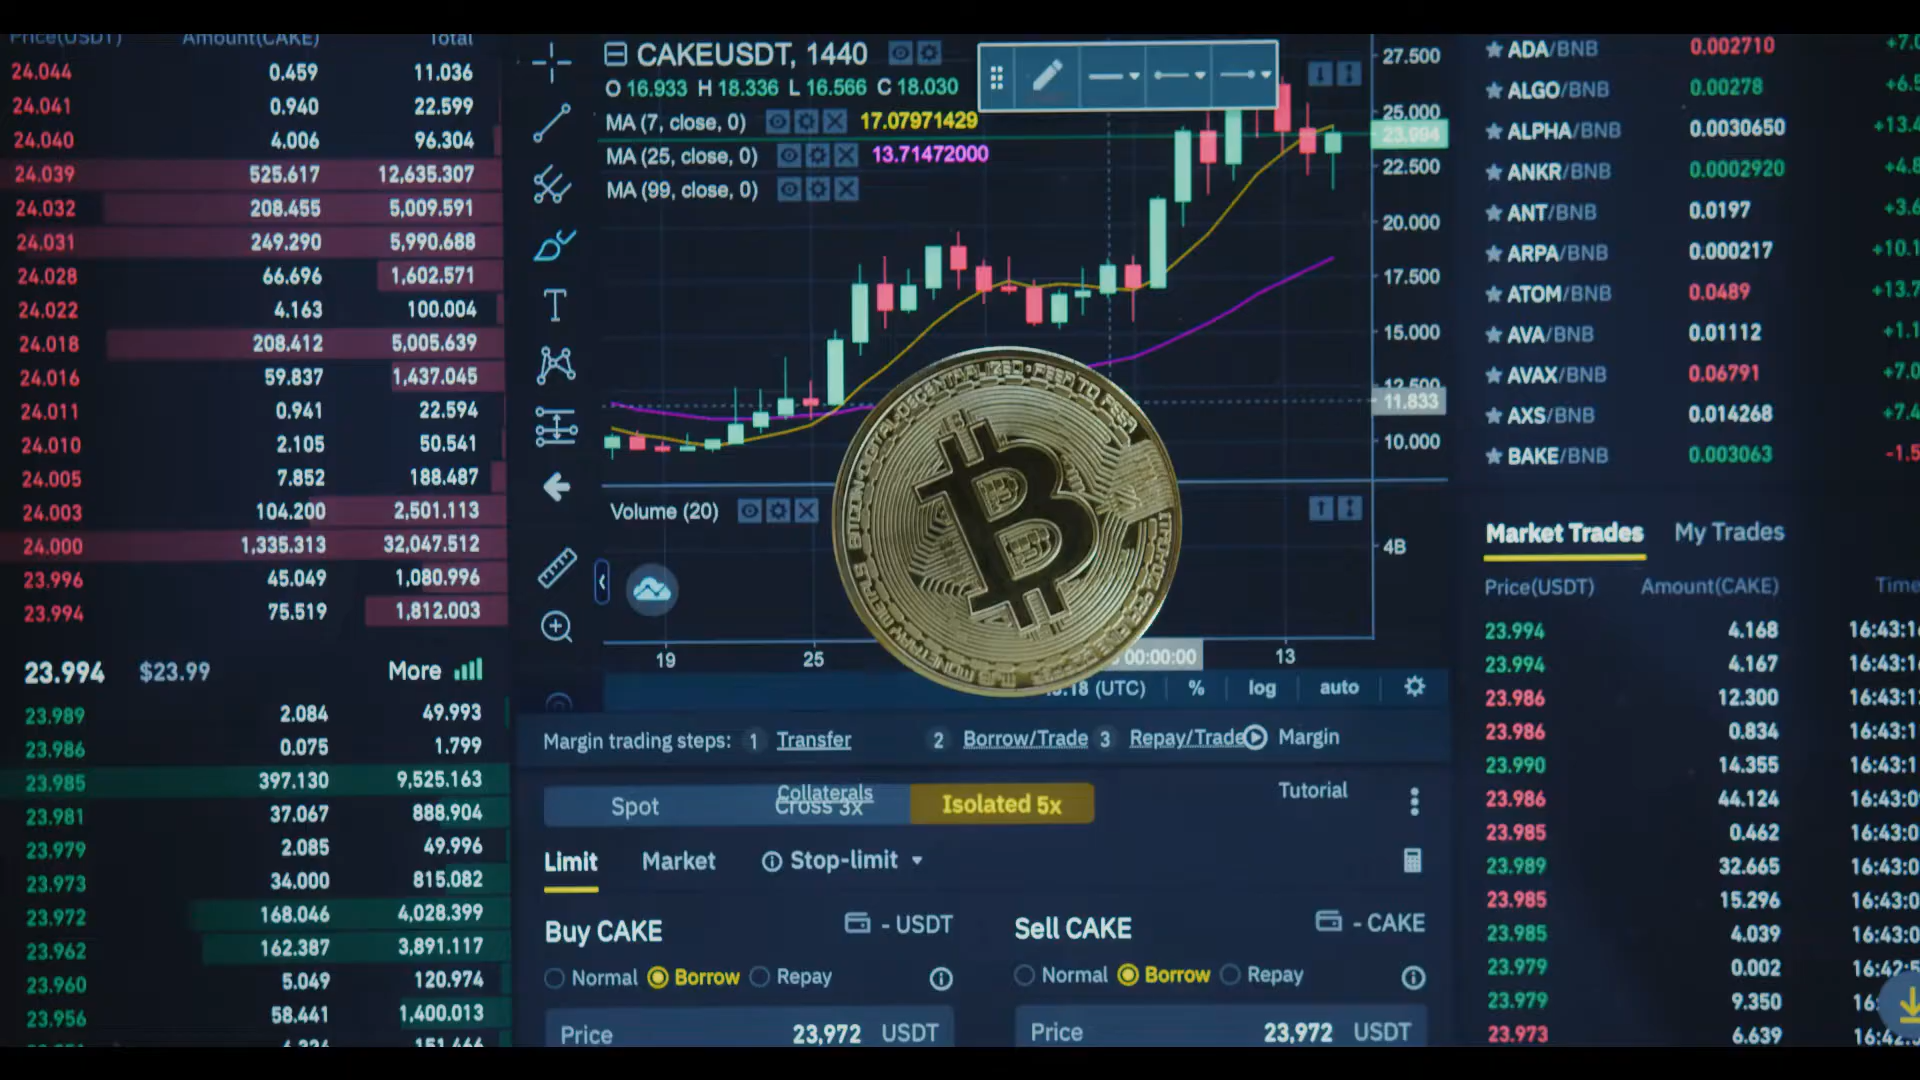 Price(USDT) Amount(CAKE) Total
24.044 0.459 11.036
24.041 0.940 22.599
24.040 4.006 96.304
24.039 525.617 12,635.307
24.032 208.455 5,009.591
24.031 249.290 5,990.688
24.028 66.696 1,602.571
24.022 4.163 100.004
24.018 208.412 5,005.639
24.016 59.837 1,437.045
24.011 0.941 22.594
24.010 2.105 50.541
24.005 7.852 188.487
24.003 104.200 2,501.113
24.000 1,335.313 32,047.512
23.996 45.049 1,080.996
23.994 75.519 1,812.003
23.994 $23.99 More
23.989 2.084 49.993
23.986 0.075 1.799
23.985 397.130 9,525.163
23.981 37.067 888.904
23.979 2.085 49.996
23.973 34.000 815.082
23.972 168.046 4,028.399
23.962 162.387 3,891.117
23.960 5.049 120.974
23.956 58.441 1,400.013
CAKEUSDT, 1440
O 16.933 H 18.336 L 16.566 C 18.030
MA (7, close, 0) 17.07971429
MA (25, close, 0) 13.71472000
MA (99, close, 0)
27.500
25.000
23.994
22.500
20.000
17.500
15.000
12.500
11.833
10.000
Volume (20)
4B
19 25 00:00:00 13
(UTC) % log auto
DECENTRALIZED PEER TO PEER
BITCOIN DIGITAL
B
Margin trading steps: 1 Transfer 2 Borrow/Trade 3 Repay/Trade Margin
Collaterals Tutorial
Spot Cross 3x Isolated 5x
Limit Market Stop-limit
Buy CAKE - USDT
Normal Borrow Repay
Price 23,972 USDT
Sell CAKE - CAKE
Normal Borrow Repay
Price 23,972 USDT
ADA/BNB 0.002710
ALGO/BNB 0.00278
ALPHA/BNB 0.0030650
ANKR/BNB 0.0002920
ANT/BNB 0.0197
ARPA/BNB 0.000217
ATOM/BNB 0.0489
AVA/BNB 0.01112
AVAX/BNB 0.06791
AXS/BNB 0.014268
BAKE/BNB 0.003063
Market Trades My Trades
Price(USDT) Amount(CAKE) Time
23.994 4.168
23.994 4.167
23.986 12.300
23.986 0.834
23.990 14.355
23.986 44.124
23.985 0.462
23.989 32.665
23.985 15.296
23.985 4.039
23.979 0.002
23.979 9.350
23.973 6.639